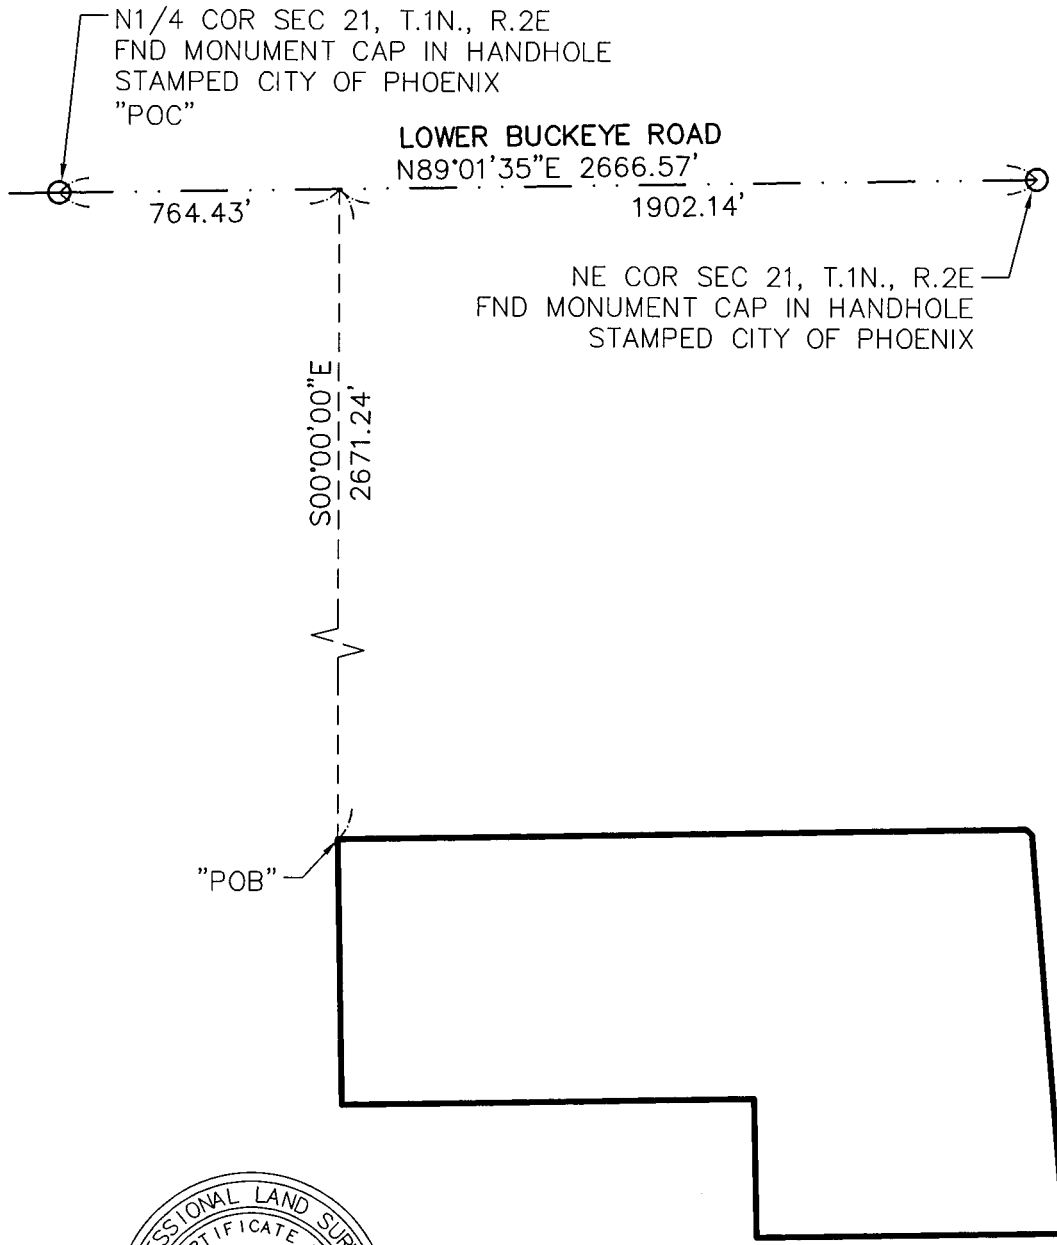 N1/4 COR SEC 21, T.1N., R.2E
FND MONUMENT CAP IN HANDHOLE
STAMPED CITY OF PHOENIX
"POC"
LOWER BUCKEYE ROAD
N89°01'35"E 2666.57'
764.43'
1902.14'
NE COR SEC 21, T.1N., R.2E
FND MONUMENT CAP IN HANDHOLE
STAMPED CITY OF PHOENIX
S00°00'00"E
2671.24'
"POB"
LAND